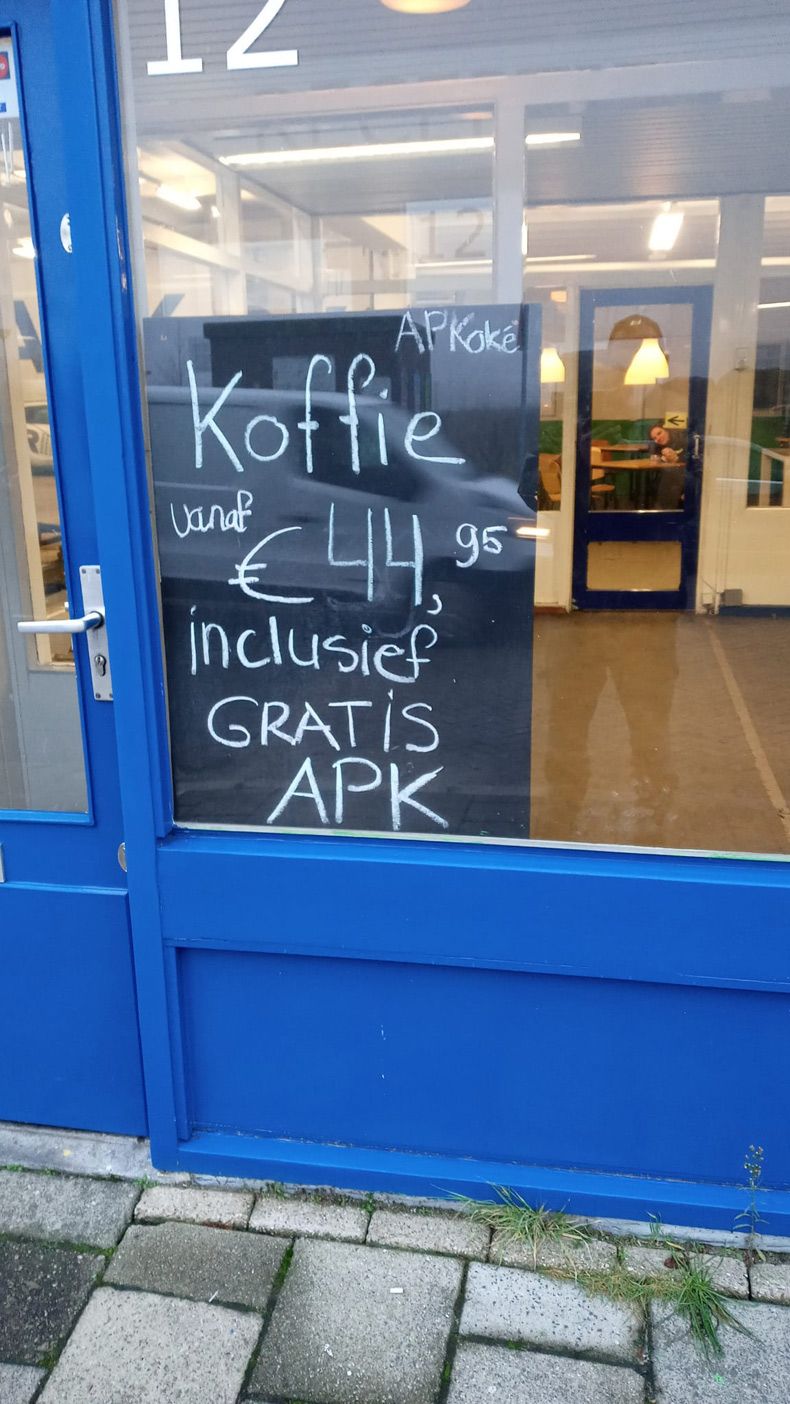 12
APKoké
Koffie
vanaf
€ 44,95
inclusief
GRATIS
APK